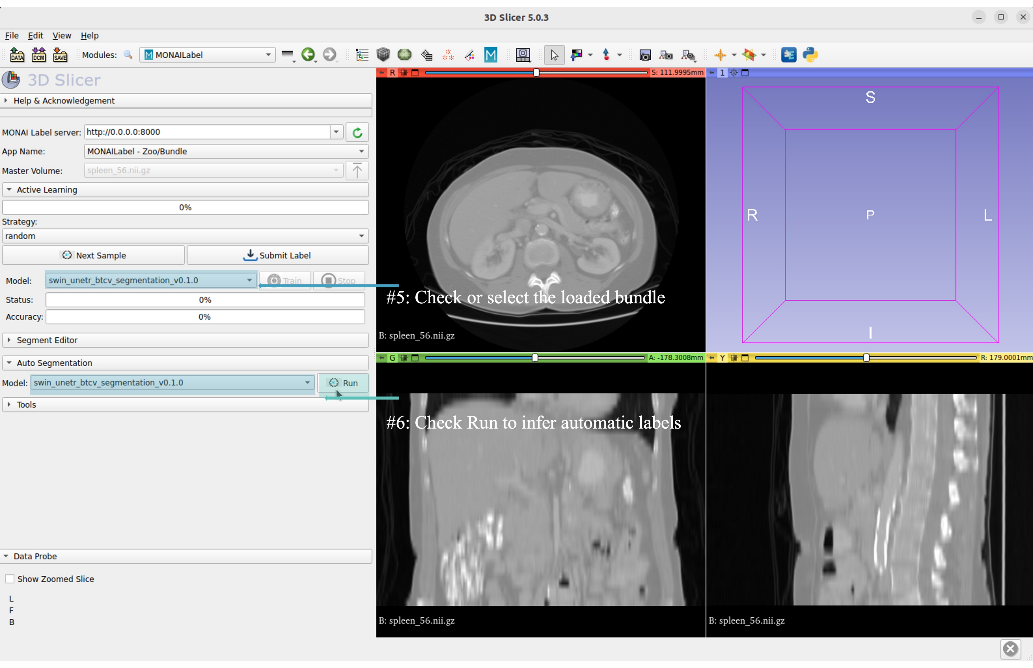 3D Slicer 5.0.3
File Edit View Help
DATA DCM SAVE Modules: M MONAILabel M
3D Slicer
Help & Acknowledgement
MONAI Label server: http://0.0.0.0:8000
App Name: MONAILabel - Zoo/Bundle
Master Volume: spleen_56.nii.gz
Active Learning
0%
Strategy:
random
Next Sample Submit Label
Model: swin_unetr_btcv_segmentation_v0.1.0 Train Stop
Status: 0%
Accuracy: 0%
Segment Editor
Auto Segmentation
Model: swin_unetr_btcv_segmentation_v0.1.0 Run
Tools
Data Probe
Show Zoomed Slice
L
F
B
R S: 111.9995mm
#5: Check or select the loaded bundle
B: spleen_56.nii.gz
1
S
R P L
I
G A: -178.3008mm
#6: Check Run to infer automatic labels
B: spleen_56.nii.gz
Y R: 179.0001mm
B: spleen_56.nii.gz